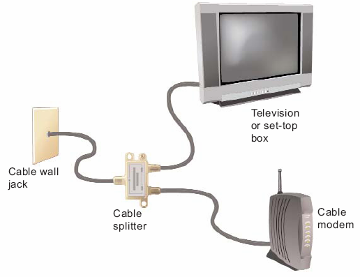 Television
or set-top
box
Cable wall
jack
Cable
splitter
Cable
modem